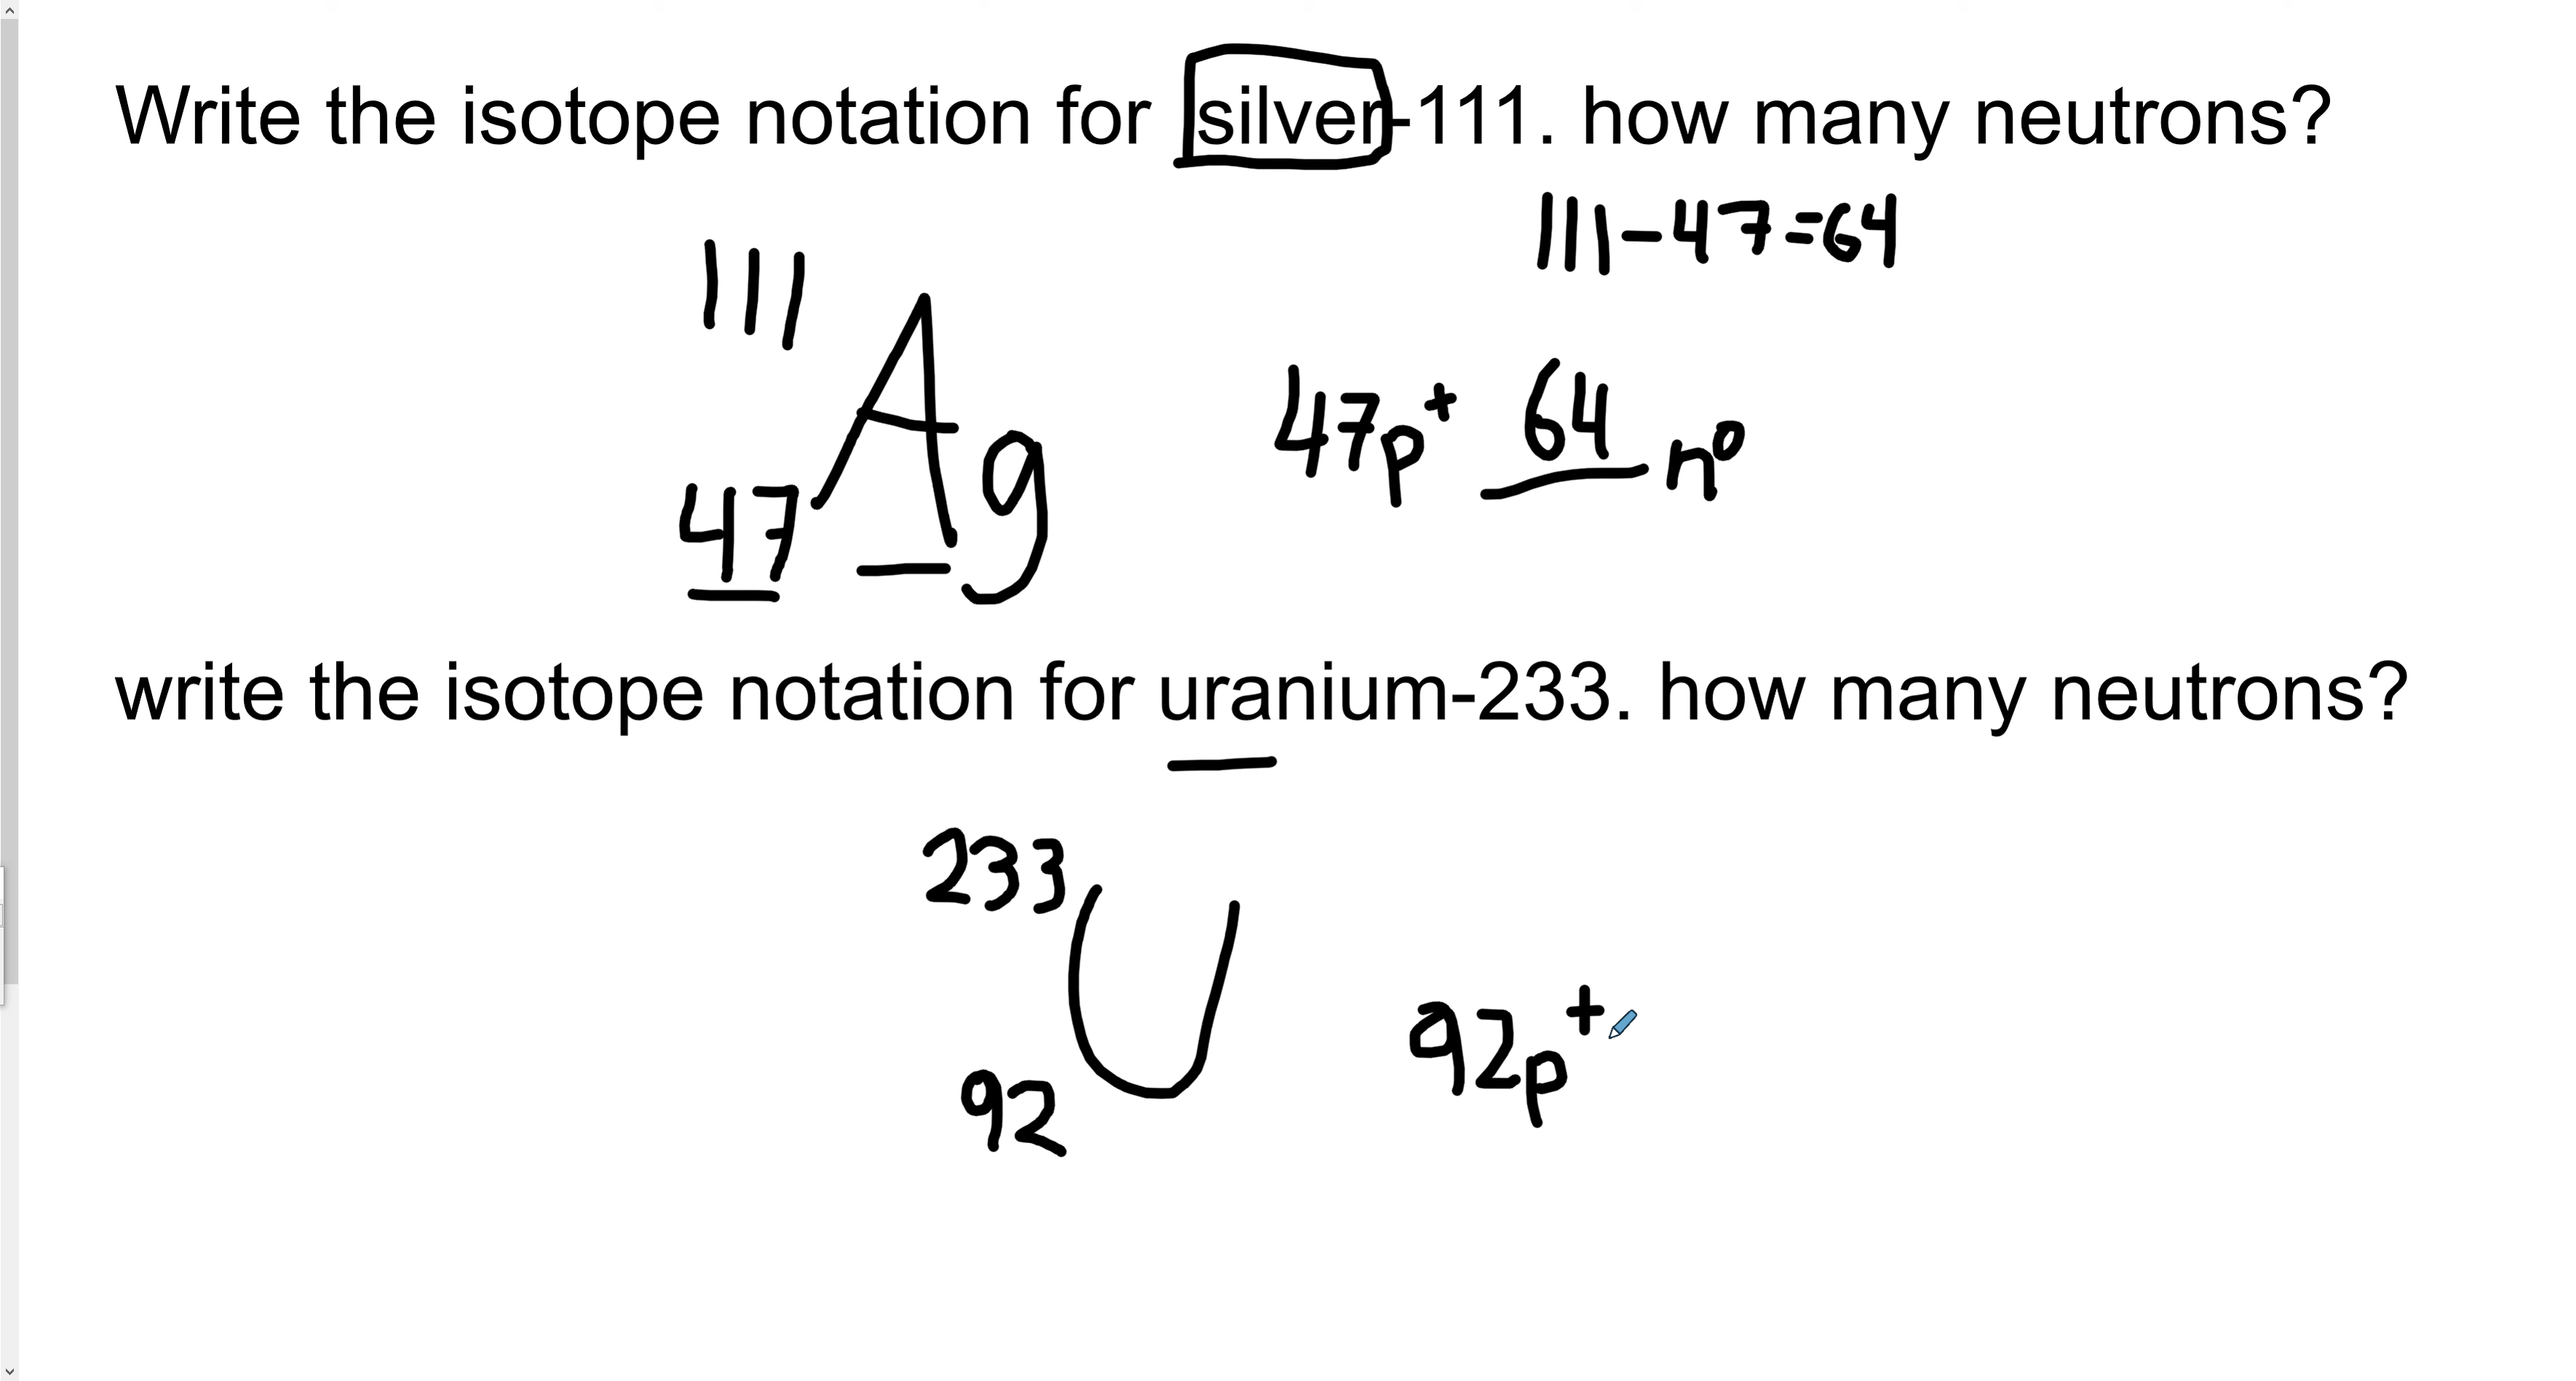 Write the isotope notation for silver-111. how many neutrons?
111-47=64
111
Ag
47
47p+ 64 nº
write the isotope notation for uranium-233. how many neutrons?
233
U
92
92p+